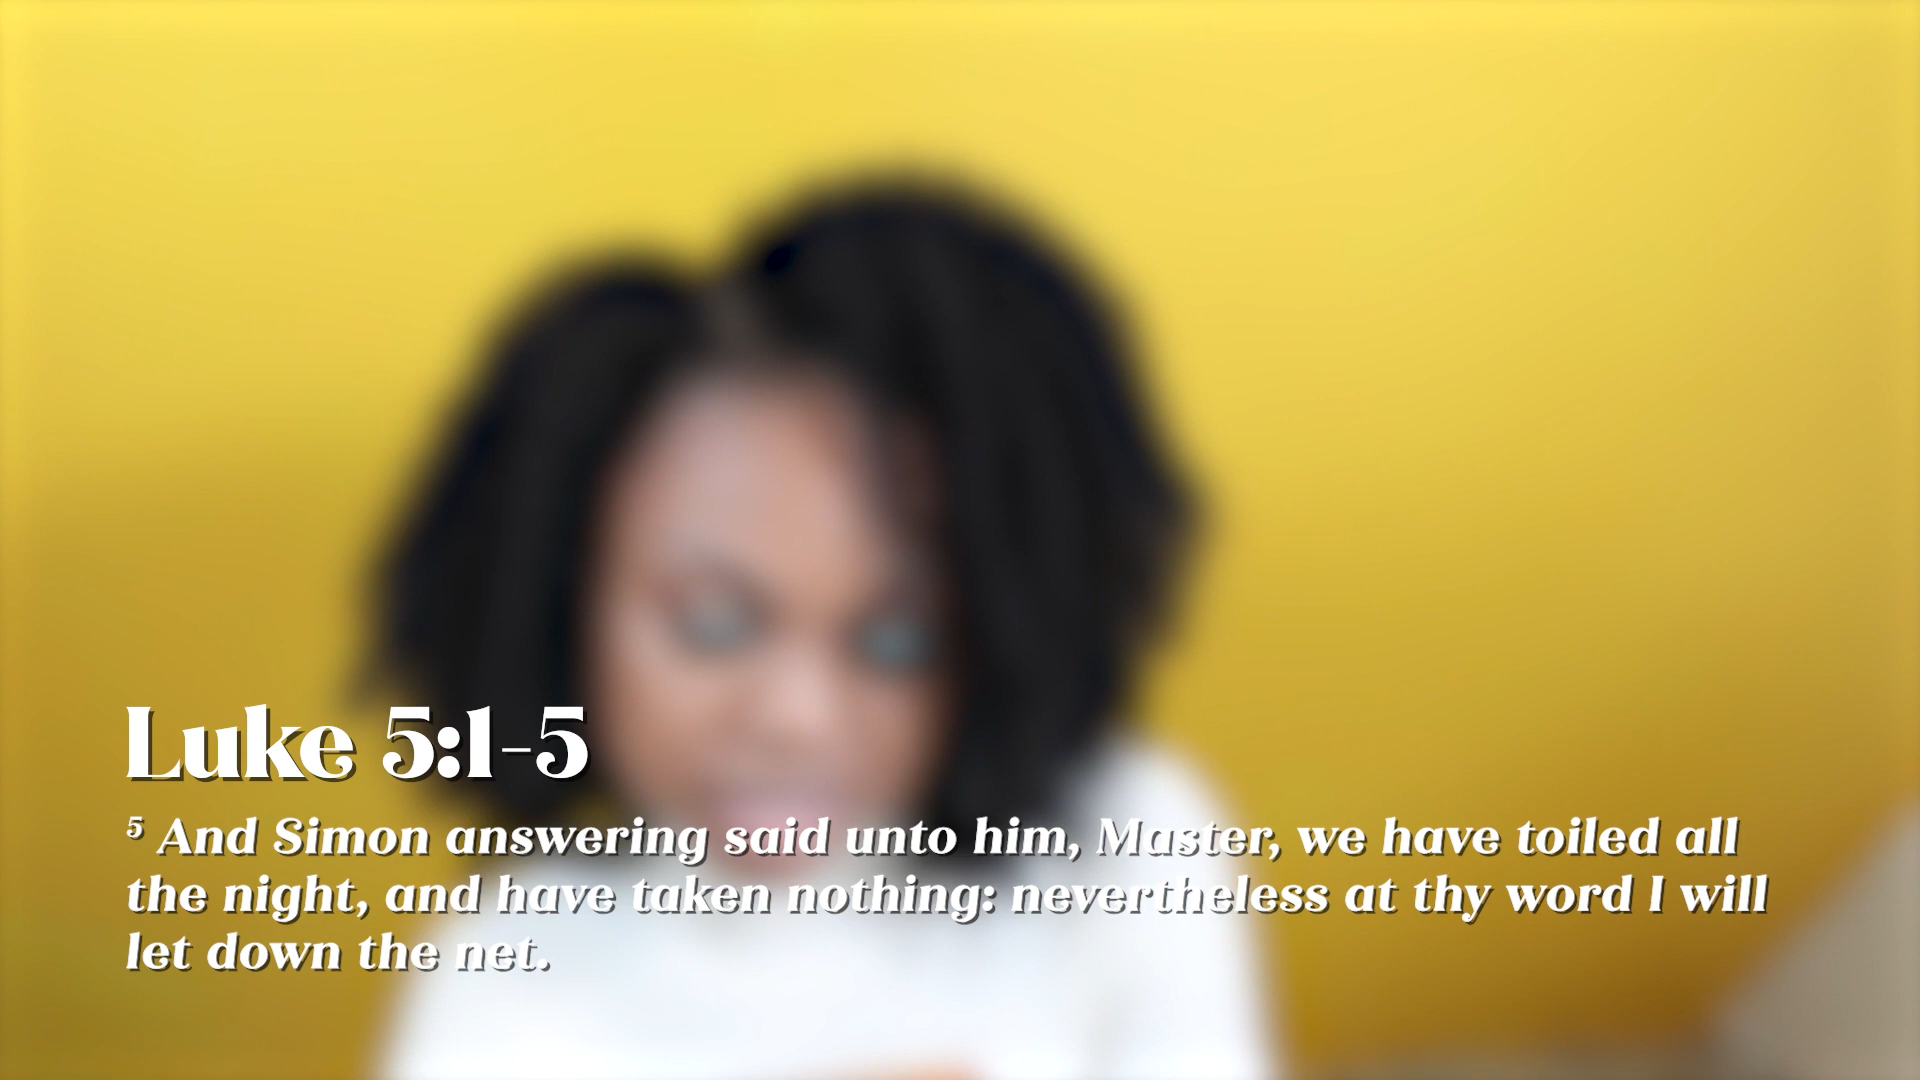 Luke 5:1-5
⁵ And Simon answering said unto him, Master, we have toiled all
the night, and have taken nothing: nevertheless at thy word I will
let down the net.